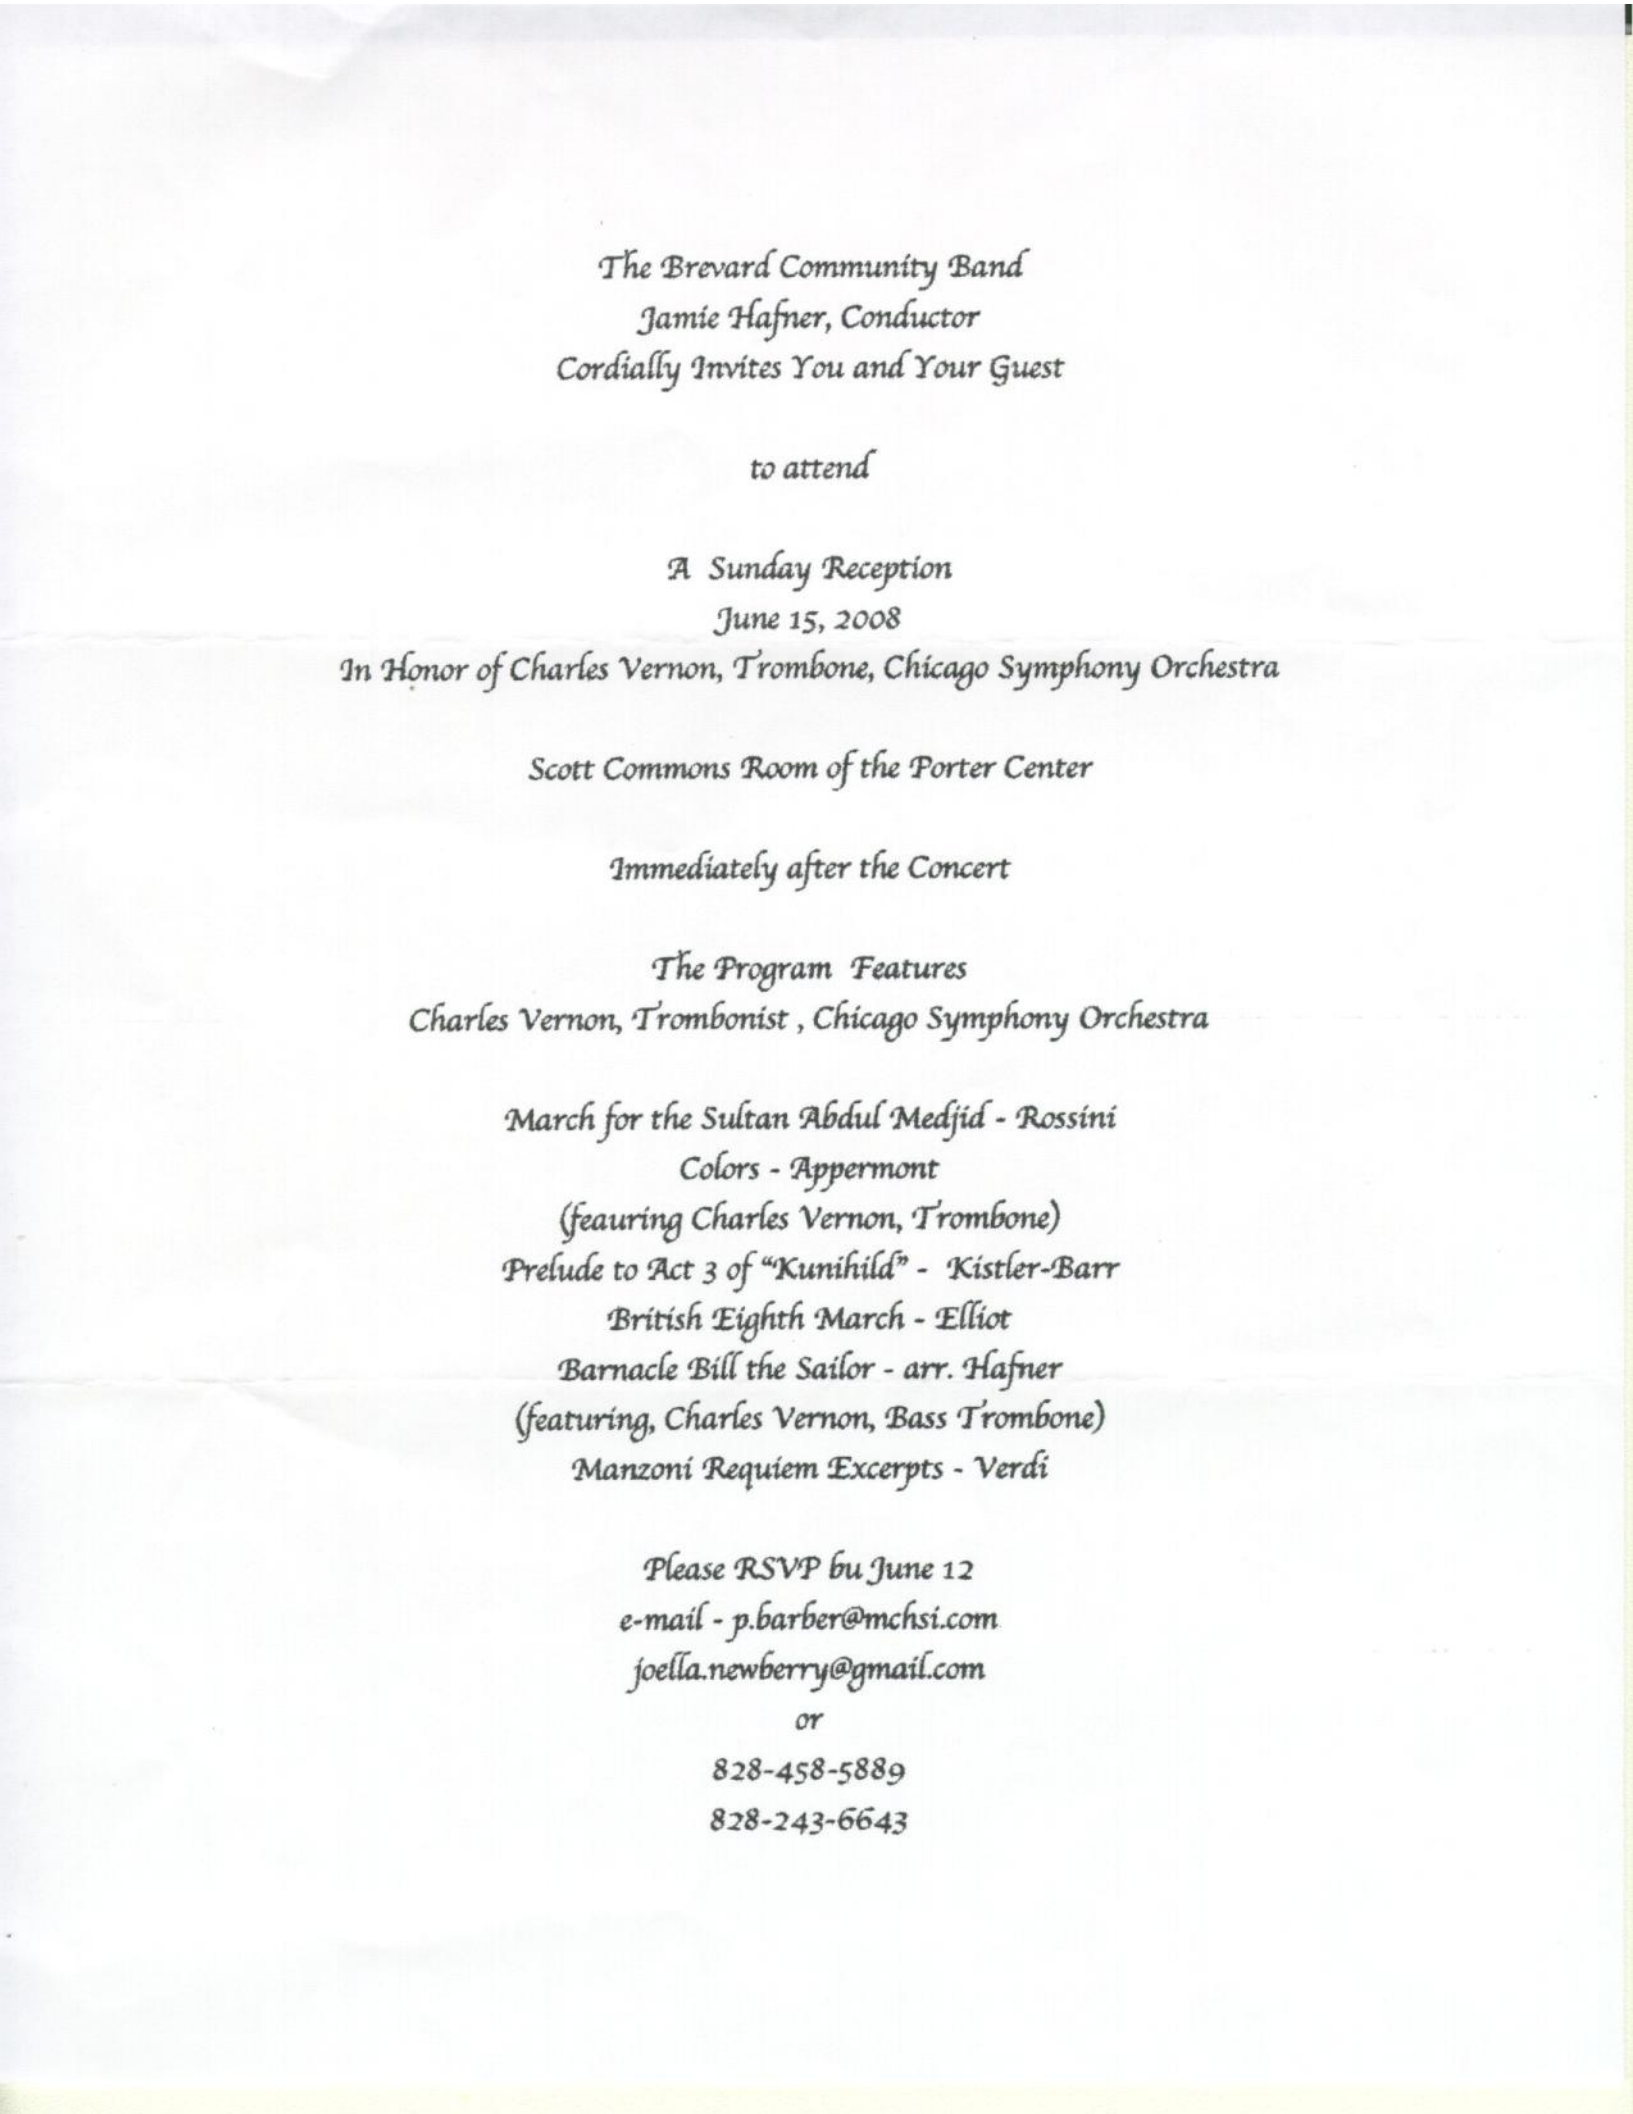 The Brevard Community Band
Jamie Hafner, Conductor
Cordially Invites You and Your Guest
to attend
A Sunday Reception
June 15, 2008
In Honor of Charles Vernon, Trombone, Chicago Symphony Orchestra
Scott Commons Room of the Porter Center
Immediately after the Concert
The Program Features
Charles Vernon, Trombonist , Chicago Symphony Orchestra
March for the Sultan Abdul Medjid - Rossini
Colors - Appermont
(feauring Charles Vernon, Trombone)
Prelude to Act 3 of “Kunihild” - Kistler-Barr
British Eighth March - Elliot
Barnacle Bill the Sailor - arr. Hafner
(featuring, Charles Vernon, Bass Trombone)
Manzoni Requiem Excerpts - Verdi
Please RSVP bu June 12
e-mail - p.barber@mchsi.com
joella.newberry@gmail.com
or
828-458-5889
828-243-6643